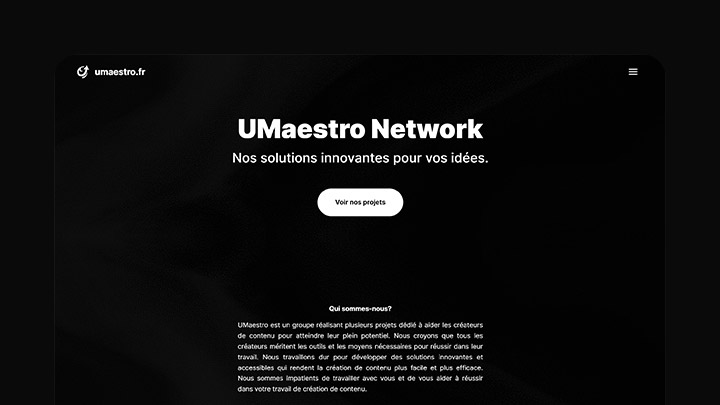 umaestro.fr
UMaestro Network
Nos solutions innovantes pour vos idées.
Voir nos projets
Qui sommes-nous?
UMaestro est un groupe réalisant plusieurs projets dédié à aider les créateurs
de contenu pour atteindre leur plein potentiel. Nous croyons que tous les
créateurs méritent les outils et les moyens nécessaires pour réussir dans leur
travail. Nous travaillons dur pour développer des solutions innovantes et
accessibles qui rendent la création de contenu plus facile et plus efficace.
Nous sommes impatients de travailler avec vous et de vous aider à réussir
dans votre travail de création de contenu.